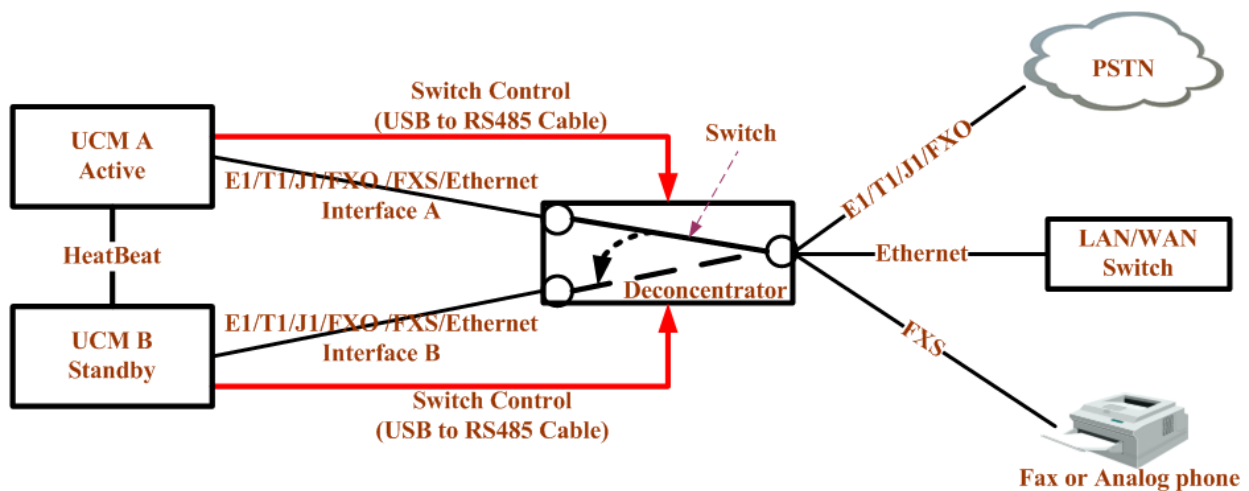 PSTN
Switch Control
(USB to RS485 Cable)
Switch
UCM A
Active
E1/T1/J1/FXO /FXS/Ethernet
Interface A
E1/T1/J1/FXO
HeatBeat
Ethernet
LAN/WAN
Switch
Deconcentrator
E1/T1/J1/FXO /FXS/Ethernet
Interface B
UCM B
Standby
FXS
Switch Control
(USB to RS485 Cable)
Fax or Analog phone